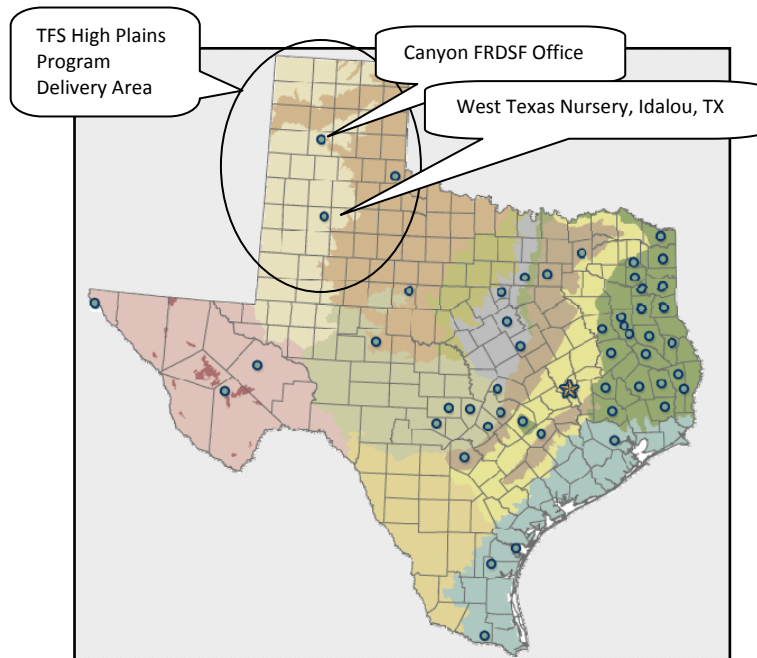 TFS High Plains
Program
Delivery Area
Canyon FRDSF Office
West Texas Nursery, Idalou, TX